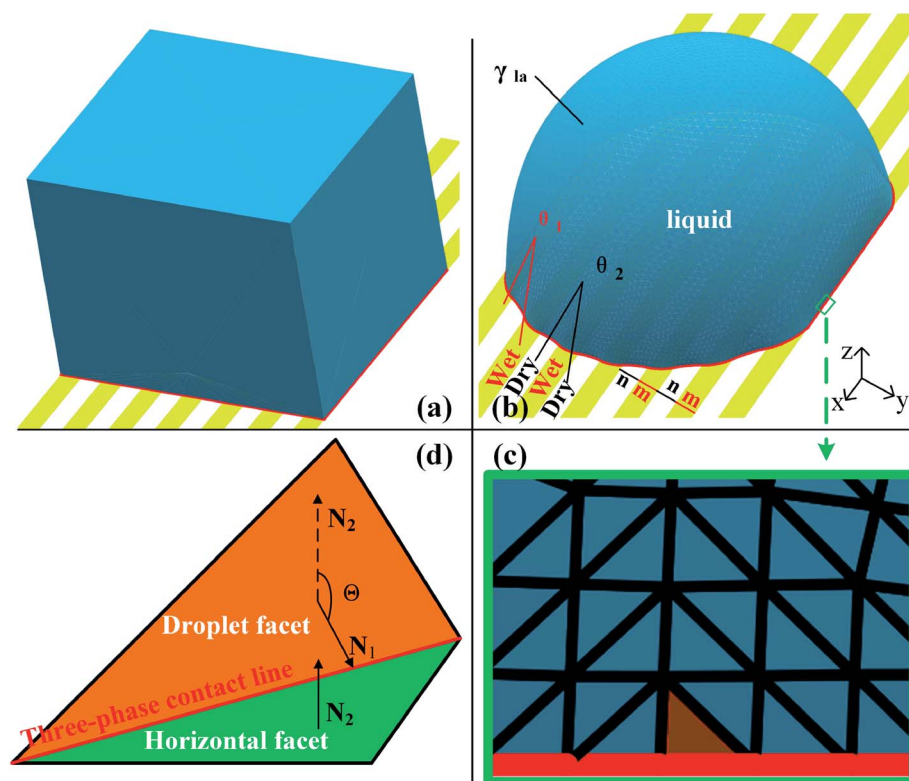 (a)
γ la
liquid
θ 1
θ 2
Wet
Dry
Wet
Dry
n m n m
z
x
y
(b)
(d)
N2
Θ
Droplet facet
N1
Three-phase contact line
N2
Horizontal facet
(c)